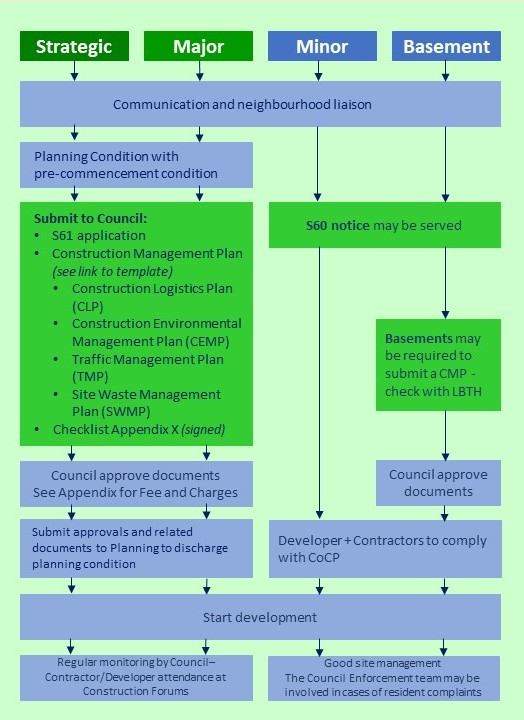 Strategic
Major
Minor
Basement
Communication and neighbourhood liaison
Planning Condition with
pre-commencement condition
Submit to Council:
• S61 application
• Construction Management Plan
(see link to template)
• Construction Logistics Plan
(CLP)
• Construction Environmental
Management Plan (CEMP)
• Traffic Management Plan
(TMP)
• Site Waste Management
Plan (SWMP)
• Checklist Appendix X (signed)
S60 notice may be served
Basements may
be required to
submit a CMP -
check with LBTH
Council approve documents
See Appendix for Fee and Charges
Council approve
documents
Submit approvals and related
documents to Planning to discharge
planning condition
Developer + Contractors to comply
with CoCP
Start development
Regular monitoring by Council–
Contractor/Developer attendance at
Construction Forums
Good site management
The Council Enforcement team may be
involved in cases of resident complaints